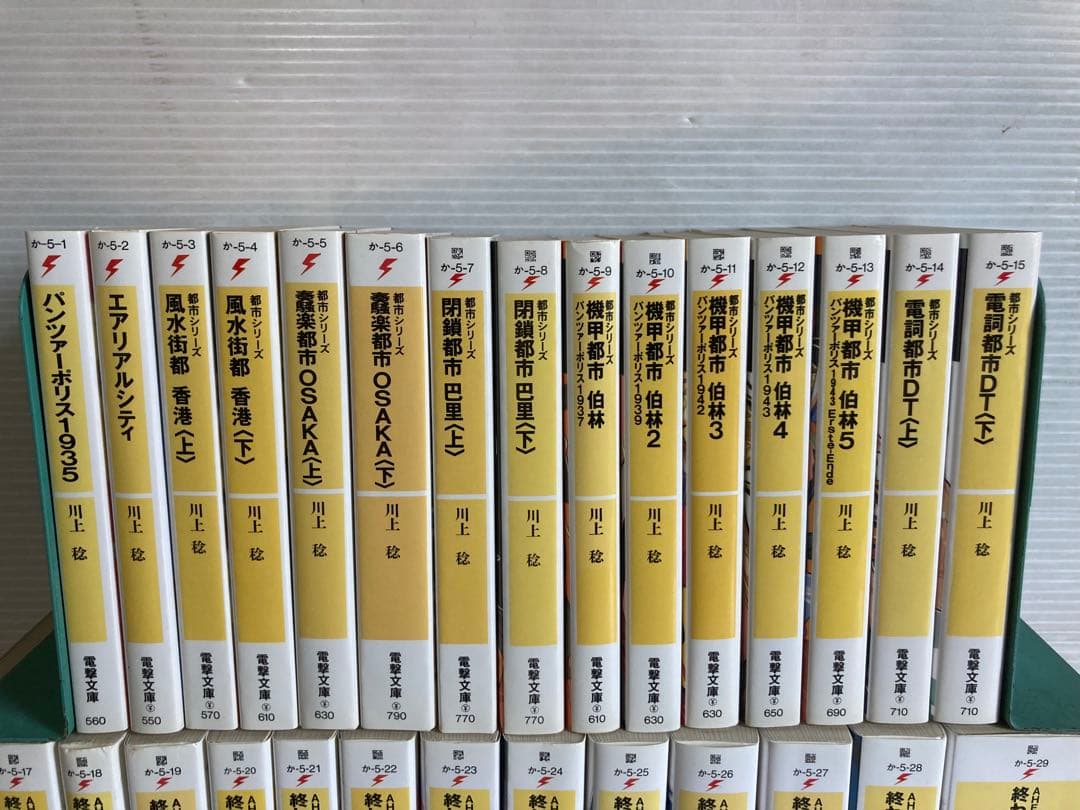 か-5-1
パンツァーポリス1935
川上 稔
電撃文庫
¥
560
か-5-2
エアリアルシティ
川上 稔
電撃文庫
¥
550
か-5-3
都市シリーズ
風水街都 香港〈上〉
川上 稔
電撃文庫
¥
570
か-5-4
都市シリーズ
風水街都 香港〈下〉
川上 稔
電撃文庫
¥
610
か-5-5
都市シリーズ
奏騒楽都市OSAKA〈上〉
川上 稔
電撃文庫
¥
630
か-5-6
都市シリーズ
奏騒楽都市OSAKA〈下〉
川上 稔
電撃文庫
¥
790
か-5-7
都市シリーズ
閉鎖都市 巴里〈上〉
川上 稔
電撃文庫
¥
770
か-5-8
都市シリーズ
閉鎖都市 巴里〈下〉
川上 稔
電撃文庫
¥
770
か-5-9
都市シリーズ
機甲都市 伯林
パンツァーポリス1937
川上 稔
電撃文庫
¥
610
か-5-10
都市シリーズ
機甲都市 伯林2
パンツァーポリス1939
川上 稔
電撃文庫
¥
630
か-5-11
都市シリーズ
機甲都市 伯林3
パンツァーポリス1942
川上 稔
電撃文庫
¥
630
か-5-12
都市シリーズ
機甲都市 伯林4
パンツァーポリス1943
川上 稔
電撃文庫
¥
650
か-5-13
都市シリーズ
機甲都市 伯林5
パンツァーポリス1943 Erste-Ende
川上 稔
電撃文庫
¥
690
か-5-14
都市シリーズ
電詞都市DT〈上〉
川上 稔
電撃文庫
¥
710
か-5-15
都市シリーズ
電詞都市DT〈下〉
川上 稔
電撃文庫
¥
710
か-5-17
終
か-5-18
終
か-5-19
終
か-5-20
終
か-5-21
終
か-5-22
終
か-5-23
終
か-5-24
終
か-5-25
終
か-5-26
終
か-5-27
終
か-5-28
終
か-5-29
終